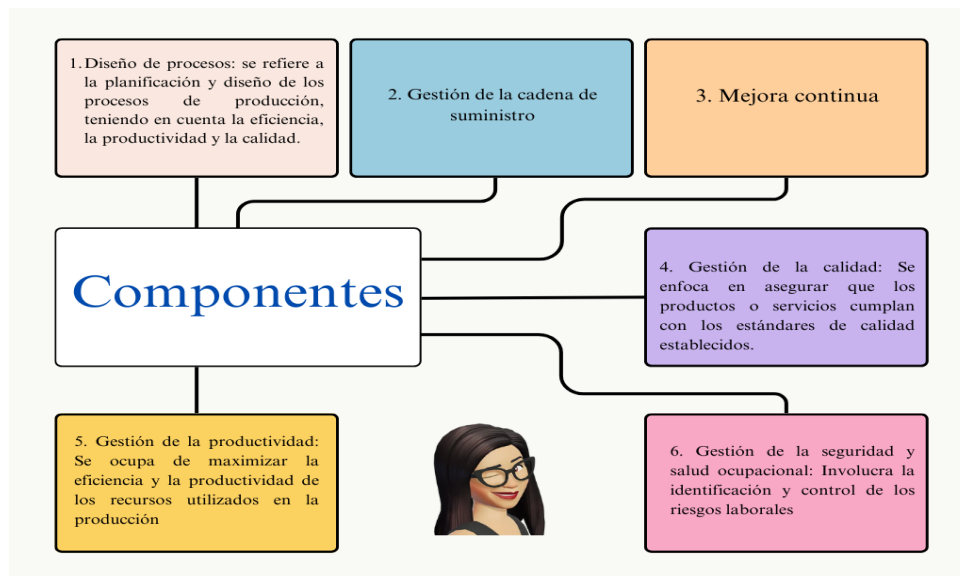 1. Diseño de procesos: se refiere a
la planificación y diseño de los
procesos de producción,
teniendo en cuenta la eficiencia,
la productividad y la calidad.
2. Gestión de la cadena de
suministro
3. Mejora continua
Componentes
4. Gestión de la calidad: Se
enfoca en asegurar que los
productos o servicios cumplan
con los estándares de calidad
establecidos.
5. Gestión de la productividad:
Se ocupa de maximizar la
eficiencia y la productividad de
los recursos utilizados en la
producción
6. Gestión de la seguridad y
salud ocupacional: Involucra la
identificación y control de los
riesgos laborales